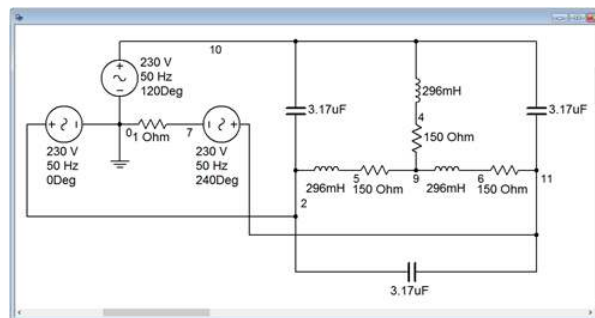 10
230 V
50 Hz
120Deg
296mH
3.17uF
3.17uF
4
150 Ohm
0
1 Ohm
7
230 V
50 Hz
0Deg
230 V
50 Hz
240Deg
5
9
6
11
296mH
150 Ohm
296mH
150 Ohm
2
3.17uF